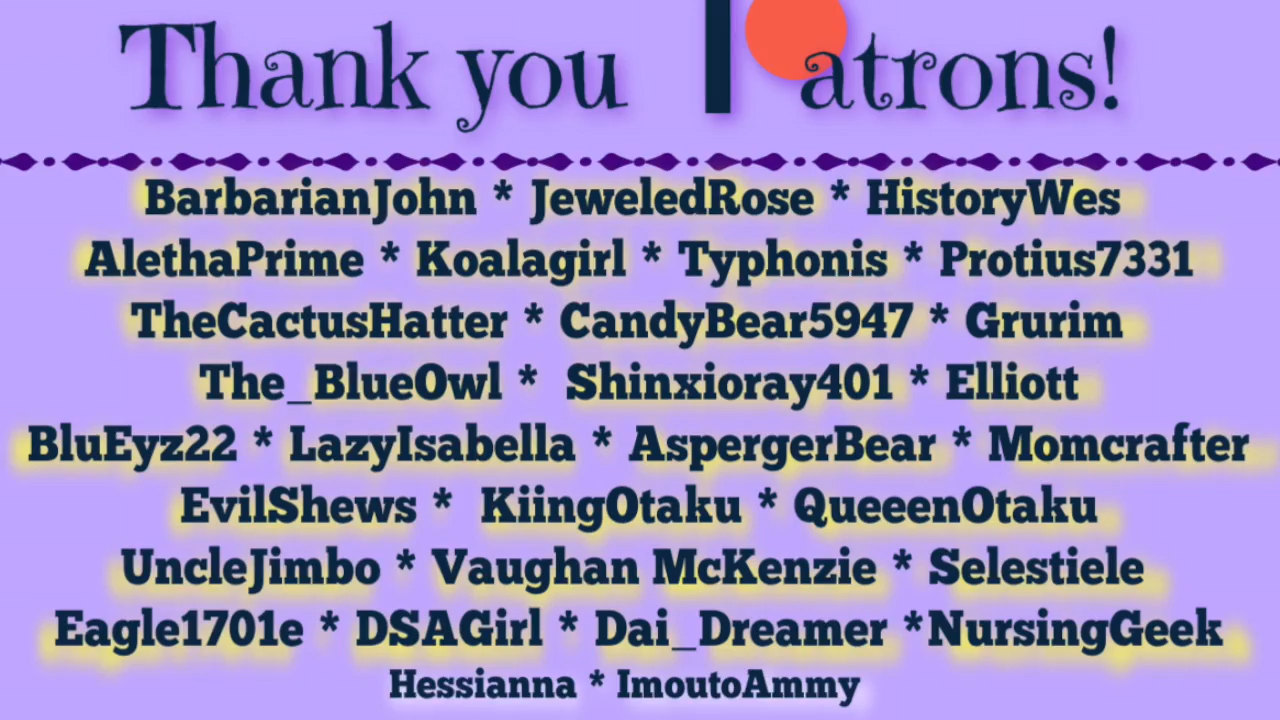 Thank you Patrons!
BarbarianJohn * JeweledRose * HistoryWes
AlethaPrime * Koalagirl * Typhonis * Protius7331
TheCactusHatter * CandyBear5947 * Grurim
The_BlueOwl * Shinxioray401 * Elliott
BluEyz22 * LazyIsabella * AspergerBear * Momcrafter
EvilShews * KiingOtaku * QueeenOtaku
UncleJimbo * Vaughan McKenzie * Selestiele
Eagle1701e * DSAGirl * Dai_Dreamer *NursingGeek
Hessianna * ImoutoAmmy